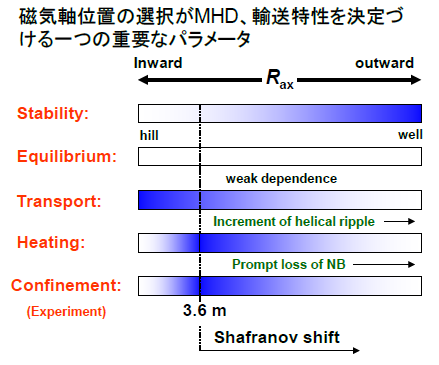 磁気軸位置の選択がMHD、輸送特性を決定づ
ける一つの重要なパラメータ
Inward outward
Rax
Stability:
hill well
Equilibrium:
weak dependence
Transport:
Increment of helical ripple
Heating:
Prompt loss of NB
Confinement:
(Experiment) 3.6 m
Shafranov shift